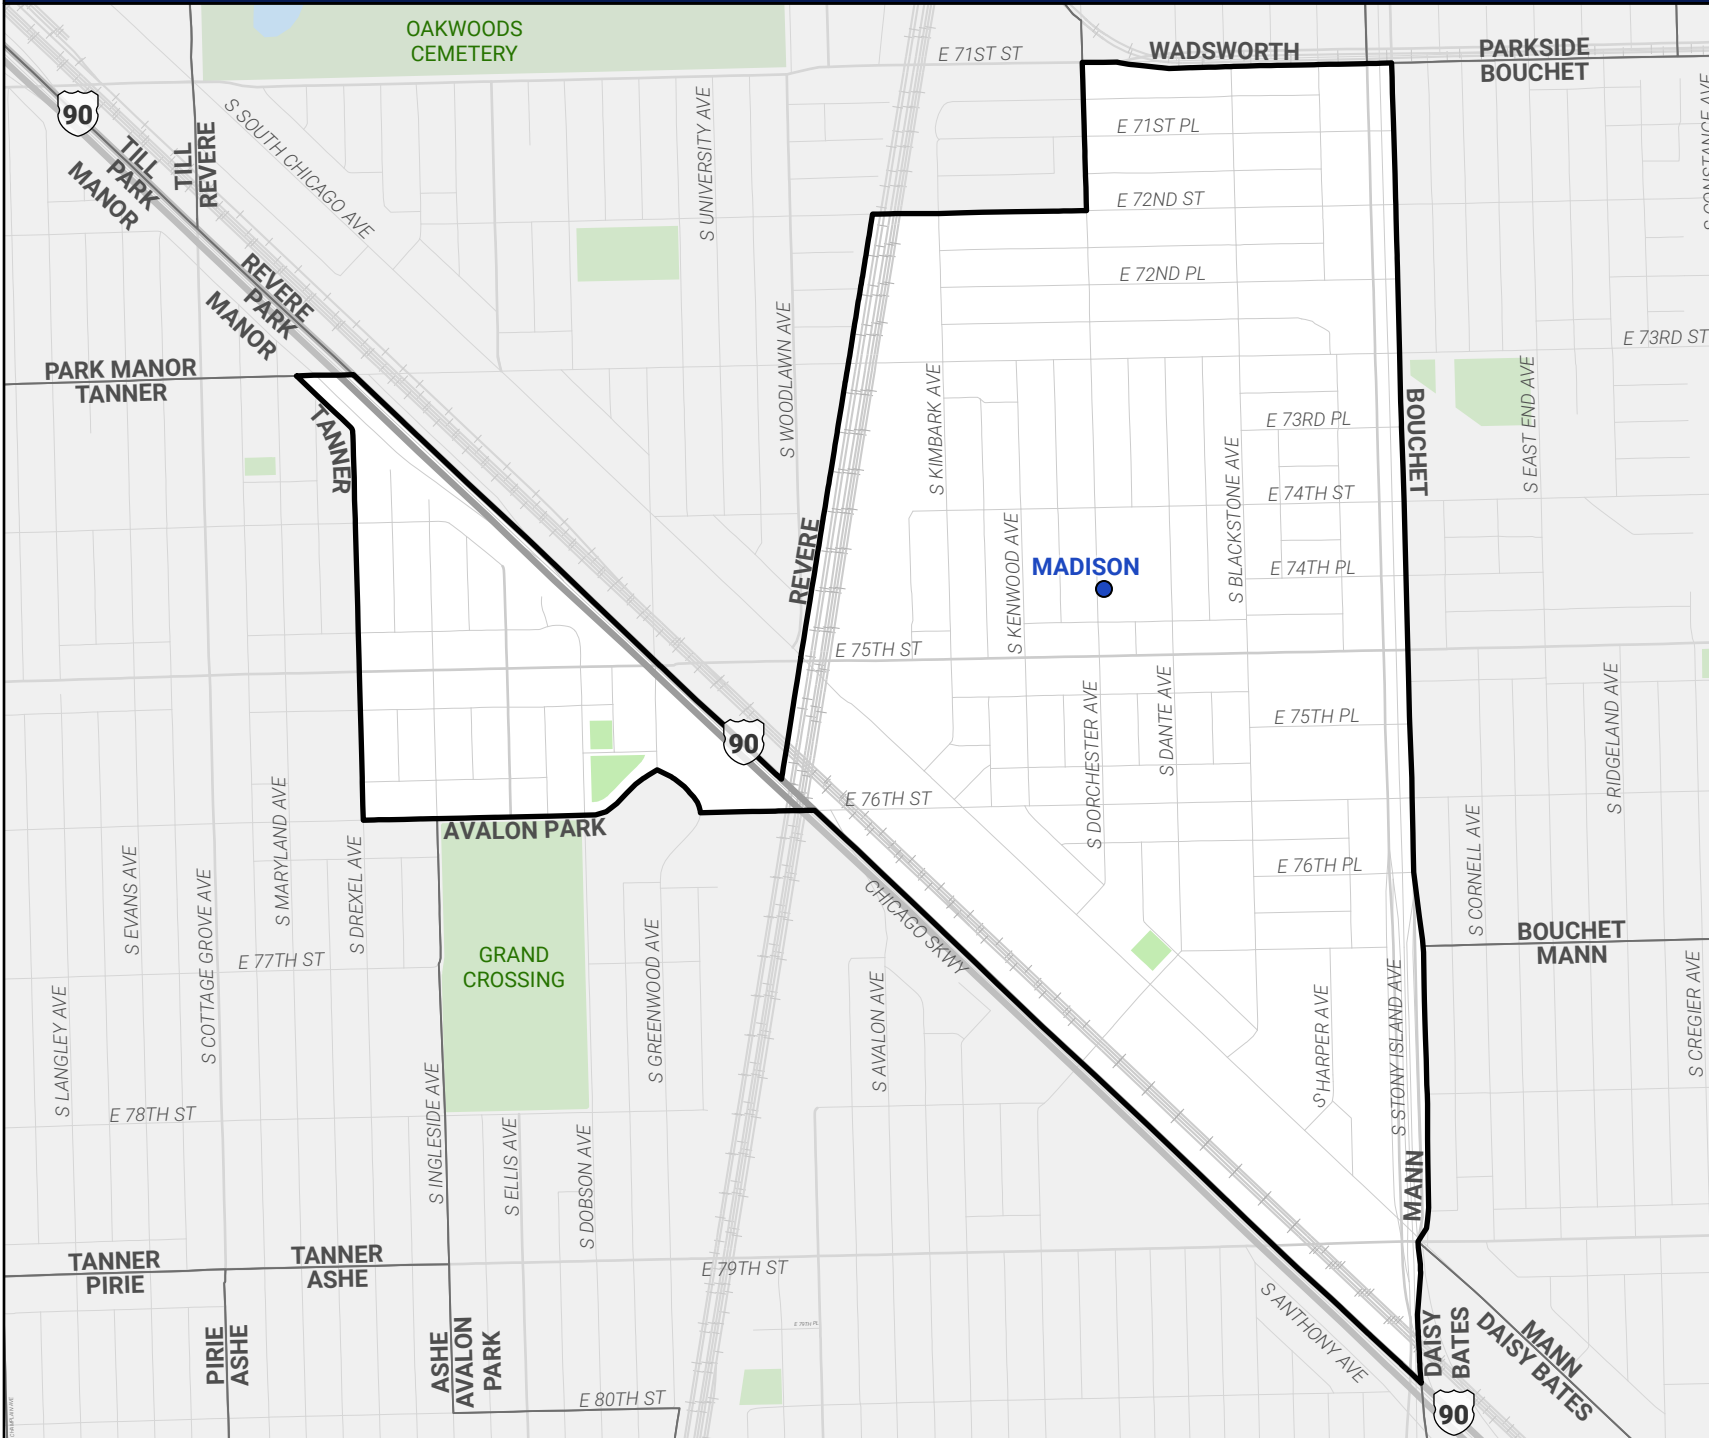 OAKWOODS
CEMETERY
E 71ST ST
WADSWORTH
PARKSIDE
BOUCHET
90
TILL
PARK
MANOR
TILL
REVERE
S SOUTH CHICAGO AVE
S UNIVERSITY AVE
E 71ST PL
E 72ND ST
S CONSTANCE AVE
REVERE
PARK
MANOR
E 72ND PL
E 73RD ST
PARK MANOR
TANNER
TANNER
S WOODLAWN AVE
S KIMBARK AVE
E 73RD PL
BOUCHET
S EAST END AVE
S BLACKSTONE AVE
E 74TH ST
REVERE
S KENWOOD AVE
MADISON
E 74TH PL
E 75TH ST
S DORCHESTER AVE
S DANTE AVE
E 75TH PL
S RIDGELAND AVE
90
E 76TH ST
S MARYLAND AVE
AVALON PARK
S EVANS AVE
S COTTAGE GROVE AVE
S DREXEL AVE
E 76TH PL
S CORNELL AVE
CHICAGO SKWY
BOUCHET
MANN
GRAND
CROSSING
E 77TH ST
S GREENWOOD AVE
S AVALON AVE
S LANGLEY AVE
S HARPER AVE
S STONY ISLAND AVE
S CREGIER AVE
E 78TH ST
S INGLESIDE AVE
S ELLIS AVE
S DOBSON AVE
MANN
TANNER
PIRIE
TANNER
ASHE
E 79TH ST
S ANTHONY AVE
E 79TH PL
PIRIE
ASHE
ASHE
AVALON
PARK
DAISY
BATES
MANN
DAISY BATES
E 80TH ST
90